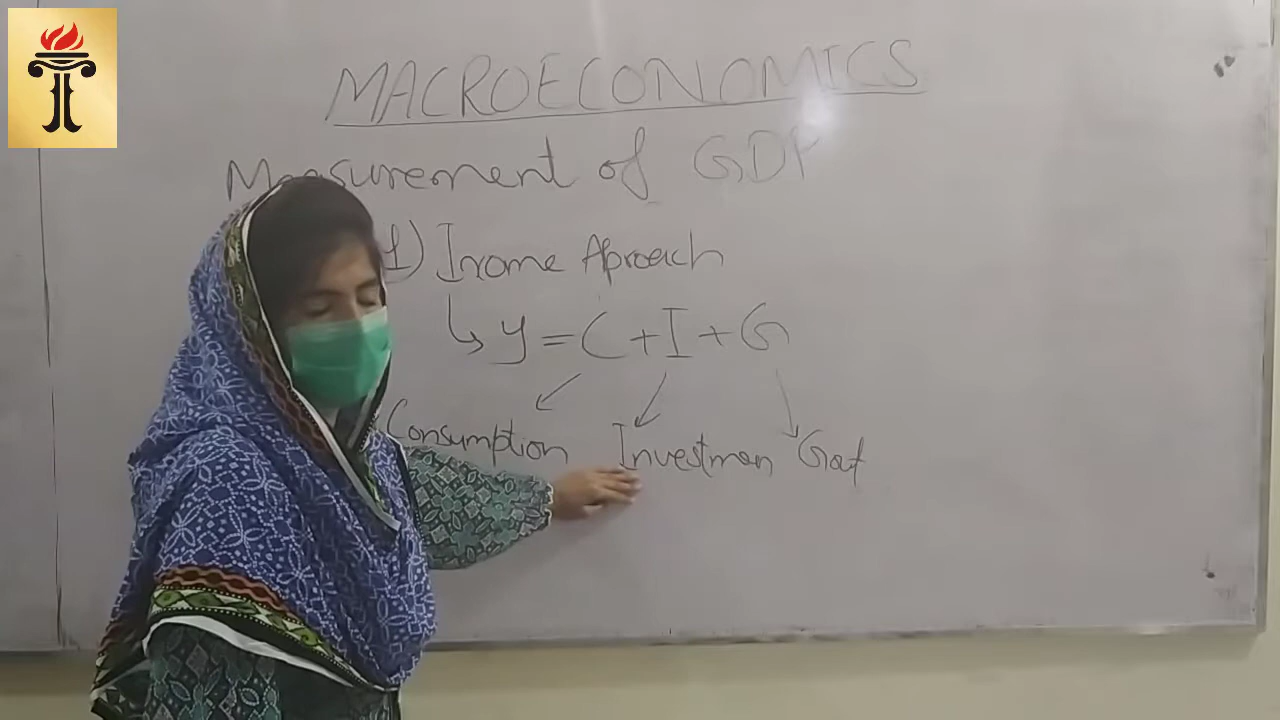 MACROECONOMICS
Measurement of GDP
1) Income Aproach
↳ y = C + I + G
Consumption Investmen Govt